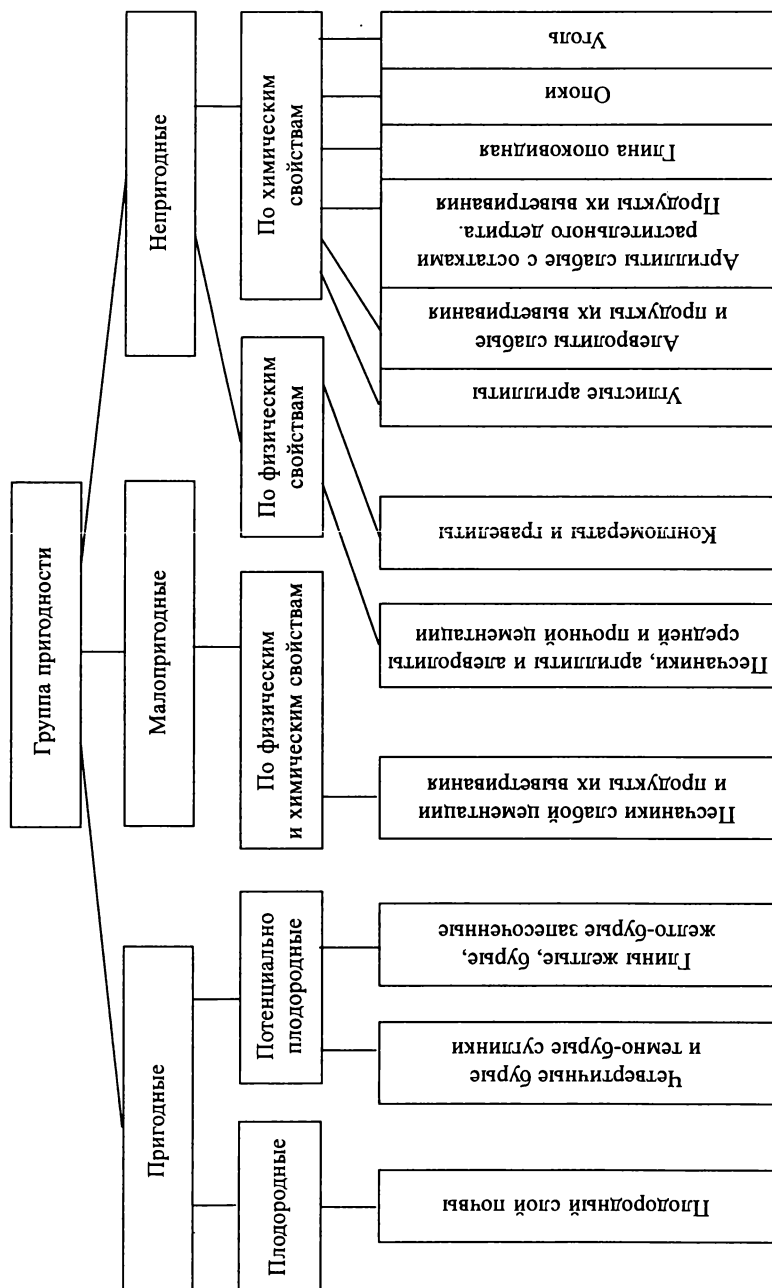 Группа пригодности
Пригодные
Малопригодные
Непригодные
Плодородные
Потенциально
плодородные
По физическим
и химическим свойствам
По физическим
свойствам
По химическим
свойствам
Плодородный слой почвы
Четвертичные бурые
и темно-бурые суглинки
Глины желтые, бурые,
желто-бурые запесоченные
Песчаники слабой цементации
и продукты их выветривания
Песчаники, аргиллиты и алевролиты
средней и прочной цементации
Конгломераты и гравелиты
Углистые аргиллиты
Алевролиты слабые
и продукты их выветривания
Аргиллиты слабые с остатками
растительного детрита.
Продукты их выветривания
Глина опоковидная
Опоки
Уголь